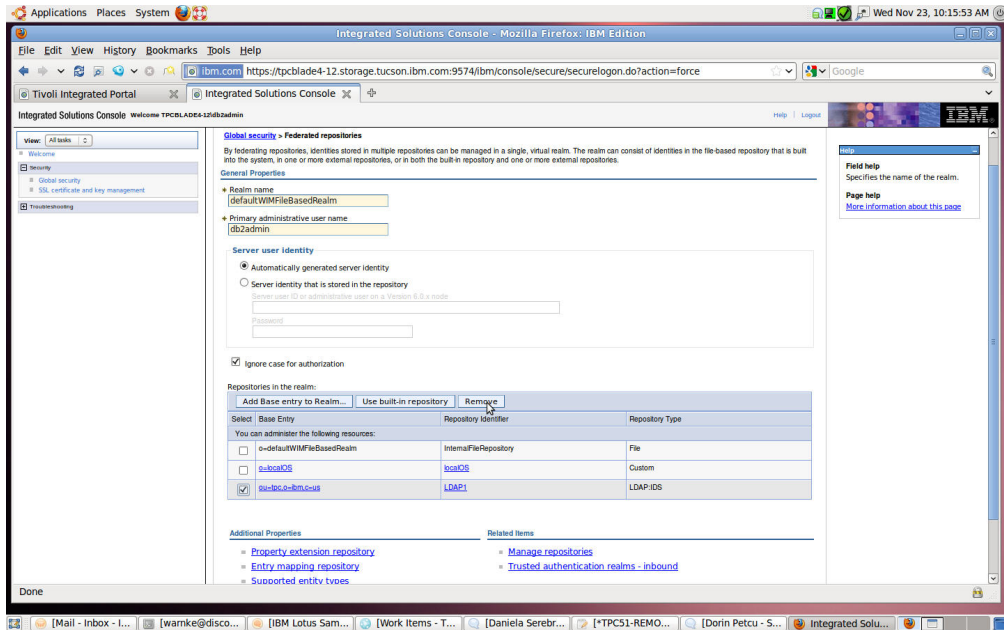 Applications Places System Wed Nov 23, 10:15:53 AM
Integrated Solutions Console - Mozilla Firefox: IBM Edition
File Edit View History Bookmarks Tools Help
ibm.com https://tpcblade4-12.storage.tucson.ibm.com:9574/ibm/console/secure/securelogon.do?action=force Google
Tivoli Integrated Portal Integrated Solutions Console
Integrated Solutions Console Welcome TPCBLADE4-12\db2admin Help Logout IBM.
View: All tasks
Welcome
Security
Global security
SSL certificate and key management
Troubleshooting
Global security > Federated repositories
By federating repositories, identities stored in multiple repositories can be managed in a single, virtual realm. The realm can consist of identities in the file-based repository that is built
into the system, in one or more external repositories, or in both the built-in repository and one or more external repositories.
General Properties
Realm name
defaultWIMFileBasedRealm
Primary administrative user name
db2admin
Server user identity
Automatically generated server identity
Server identity that is stored in the repository
Server user ID or administrative user on a Version 6.0.x node
Password
Ignore case for authorization
Repositories in the realm:
Add Base entry to Realm... Use built-in repository Remove
Select Base Entry Repository Identifier Repository Type
You can administer the following resources:
o=defaultWIMFileBasedRealm InternalFileRepository File
o=localOS localOS Custom
ou=tpc,o=ibm,c=us LDAP1 LDAP:IDS
Additional Properties Related Items
Property extension repository Manage repositories
Entry mapping repository Trusted authentication realms - inbound
Supported entity types
Help
Field help
Specifies the name of the realm.
Page help
More information about this page
Done
[Mail - Inbox - I... [warnke@disco... [IBM Lotus Sam... [Work Items - T... [Daniela Serebr... [*TPC51-REMO... [Dorin Petcu - S... Integrated Solu...